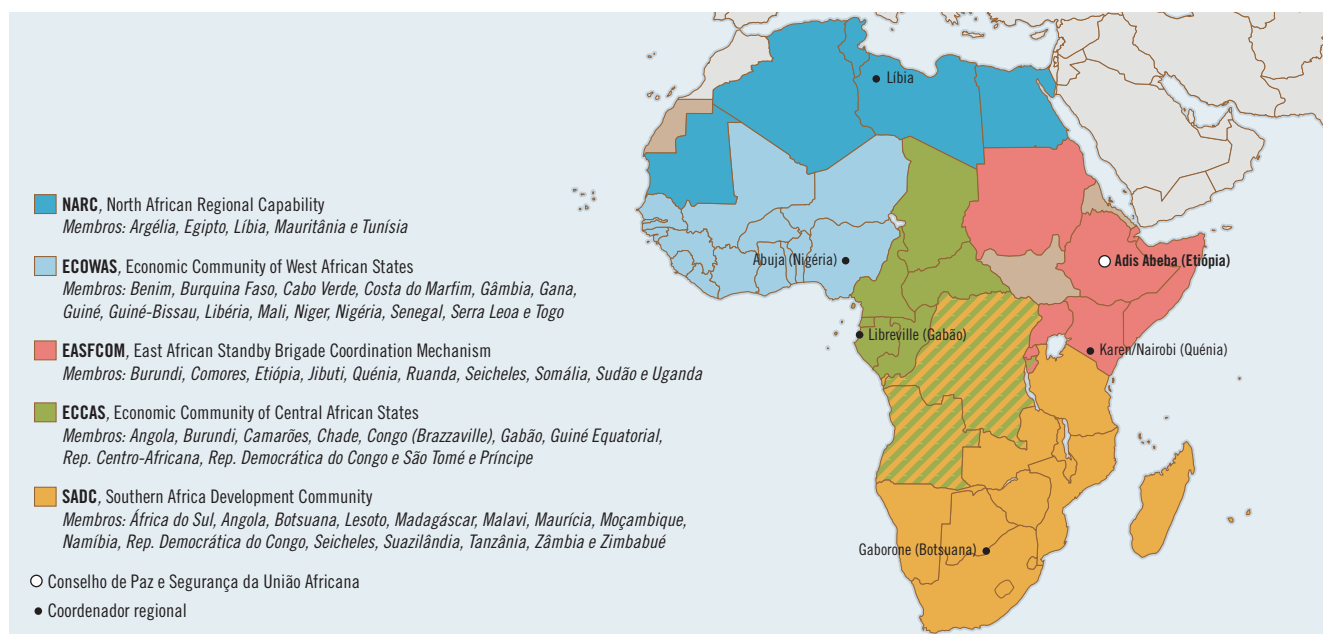 NARC, North African Regional Capability
Membros: Argélia, Egipto, Líbia, Mauritânia e Tunísia
ECOWAS, Economic Community of West African States
Membros: Benim, Burquina Faso, Cabo Verde, Costa do Marfim, Gâmbia, Gana,
Guiné, Guiné-Bissau, Libéria, Mali, Niger, Nigéria, Senegal, Serra Leoa e Togo
EASFCOM, East African Standby Brigade Coordination Mechanism
Membros: Burundi, Comores, Etiópia, Jibuti, Quénia, Ruanda, Seicheles, Somália, Sudão e Uganda
ECCAS, Economic Community of Central African States
Membros: Angola, Burundi, Camarões, Chade, Congo (Brazzaville), Gabão, Guiné Equatorial,
Rep. Centro-Africana, Rep. Democrática do Congo e São Tomé e Príncipe
SADC, Southern Africa Development Community
Membros: África do Sul, Angola, Botsuana, Lesoto, Madagáscar, Malavi, Maurícia, Moçambique,
Namíbia, Rep. Democrática do Congo, Seicheles, Suazilândia, Tanzânia, Zâmbia e Zimbabué
Conselho de Paz e Segurança da União Africana
Coordenador regional
Líbia
Abuja (Nigéria)
Adis Abeba (Etiópia)
Libreville (Gabão)
Karen/Nairobi (Quénia)
Gaborone (Botsuana)